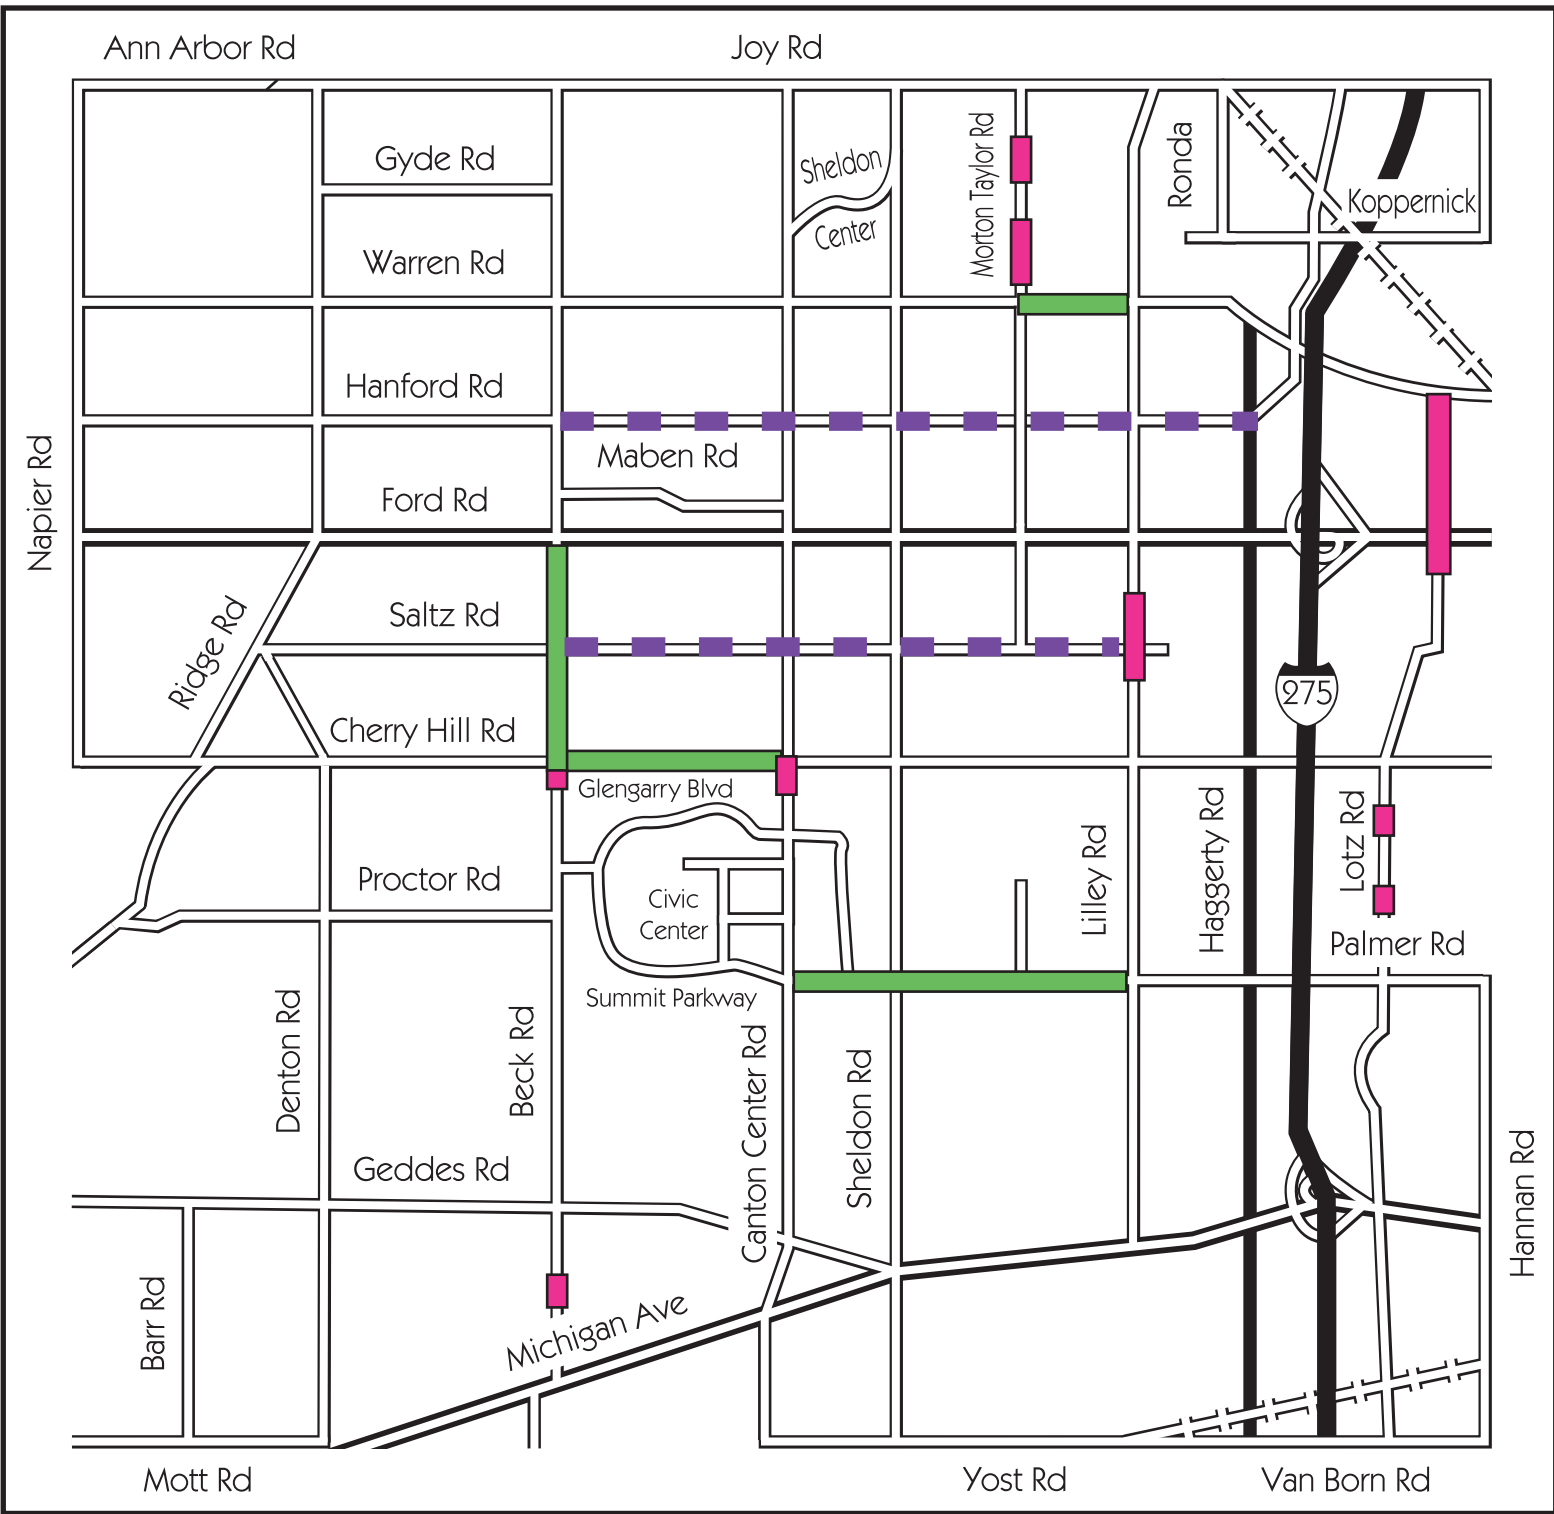 Ann Arbor Rd
Joy Rd
Gyde Rd
Sheldon
Center
Morton Taylor Rd
Ronda
Koppernick
Warren Rd
Hanford Rd
Maben Rd
Napier Rd
Ford Rd
Saltz Rd
Ridge Rd
275
Cherry Hill Rd
Glengarry Blvd
Lilley Rd
Haggerty Rd
Lotz Rd
Proctor Rd
Civic
Center
Palmer Rd
Summit Parkway
Denton Rd
Beck Rd
Canton Center Rd
Sheldon Rd
Hannan Rd
Geddes Rd
Barr Rd
Michigan Ave
Mott Rd
Yost Rd
Van Born Rd